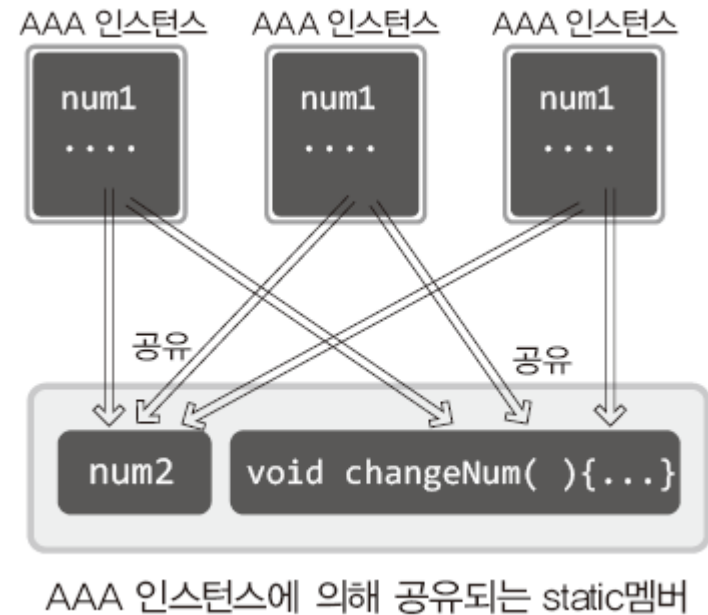 AAA 인스턴스 AAA 인스턴스 AAA 인스턴스
num1 num1 num1
.... .... ....
공유 공유
num2 void changeNum( ){...}
AAA 인스턴스에 의해 공유되는 static멤버